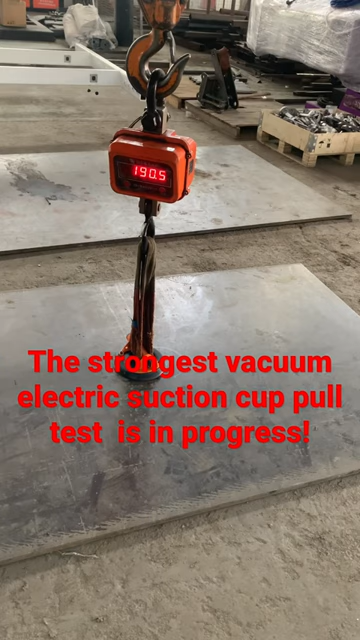 190.5
The strongest vacuum
electric suction cup pull
test is in progress!